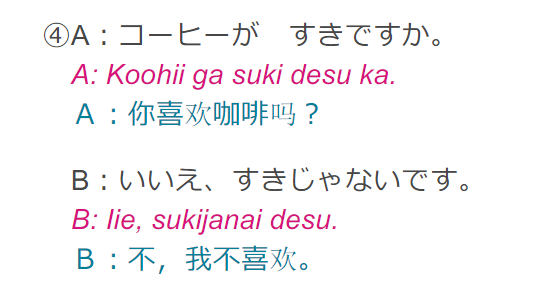 ④A：コーヒーが　すきですか。
A: Koohii ga suki desu ka.
Ａ：你喜欢咖啡吗？
B：いいえ、すきじゃないです。
B: Iie, sukijanai desu.
Ｂ：不，我不喜欢。